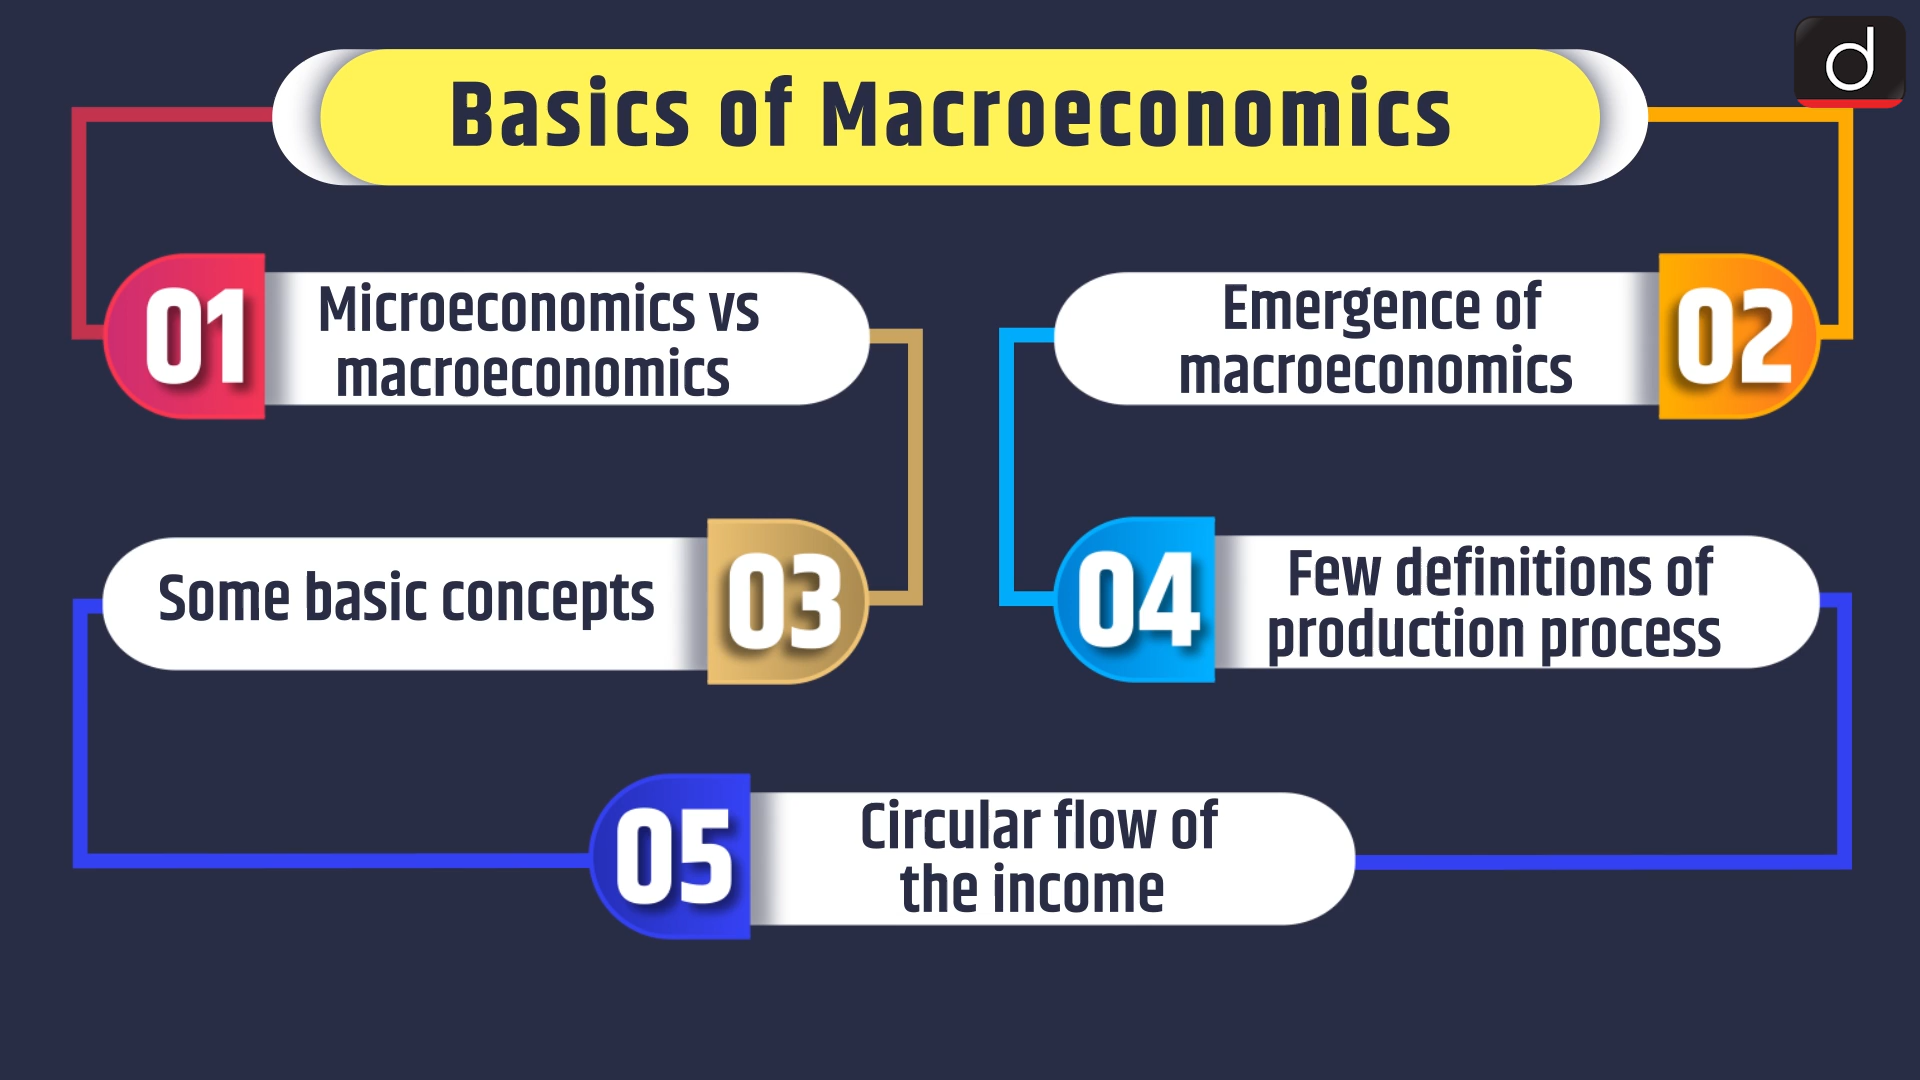 d
Basics of Macroeconomics
01
Microeconomics vs
macroeconomics
Emergence of
macroeconomics
02
Some basic concepts
03
04
Few definitions of
production process
05
Circular flow of
the income